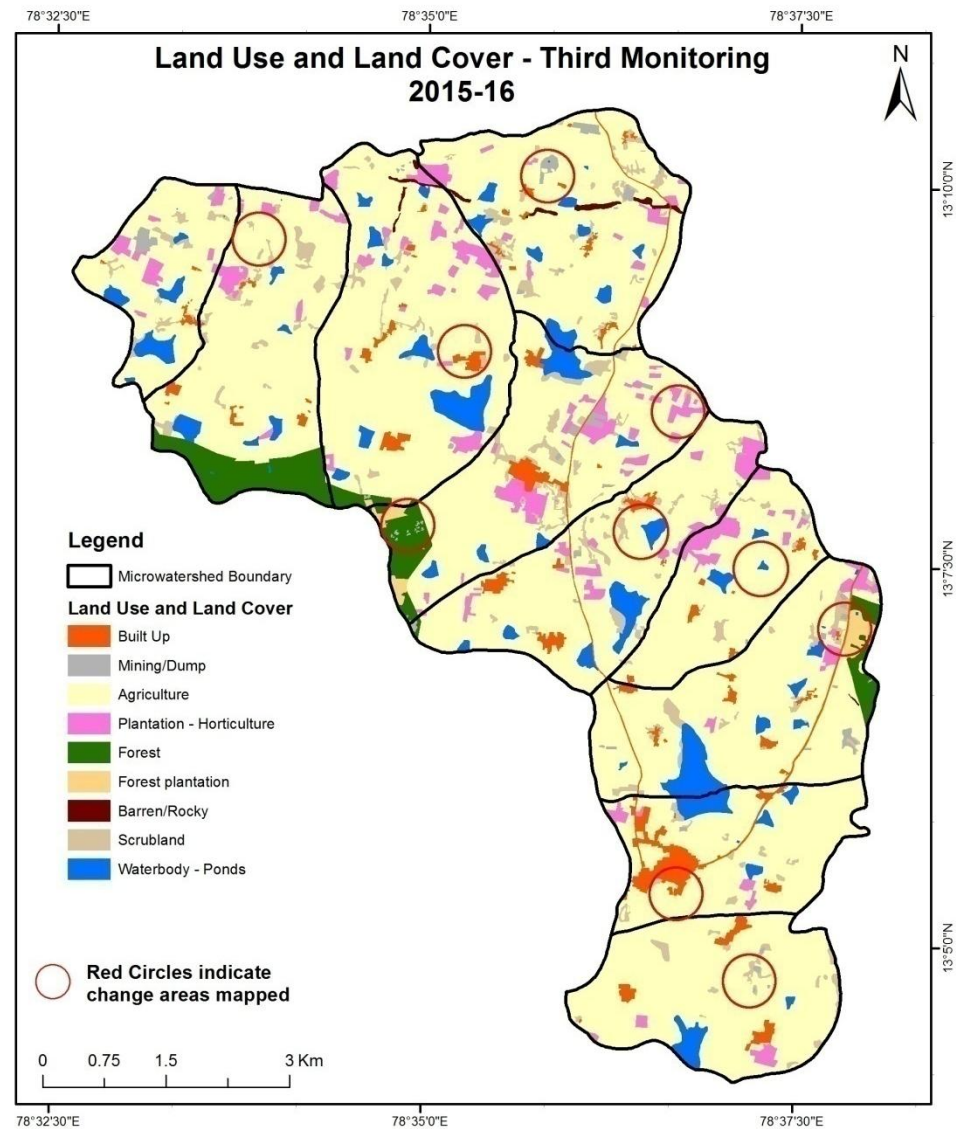 78°32'30"E
78°35'0"E
78°37'30"E
Land Use and Land Cover - Third Monitoring
2015-16
N
13°10'0"N
13°7'30"N
13°5'0"N
Legend
Microwatershed Boundary
Land Use and Land Cover
Built Up
Mining/Dump
Agriculture
Plantation - Horticulture
Forest
Forest plantation
Barren/Rocky
Scrubland
Waterbody - Ponds
Red Circles indicate
change areas mapped
0 0.75 1.5 3 Km
78°32'30"E
78°35'0"E
78°37'30"E